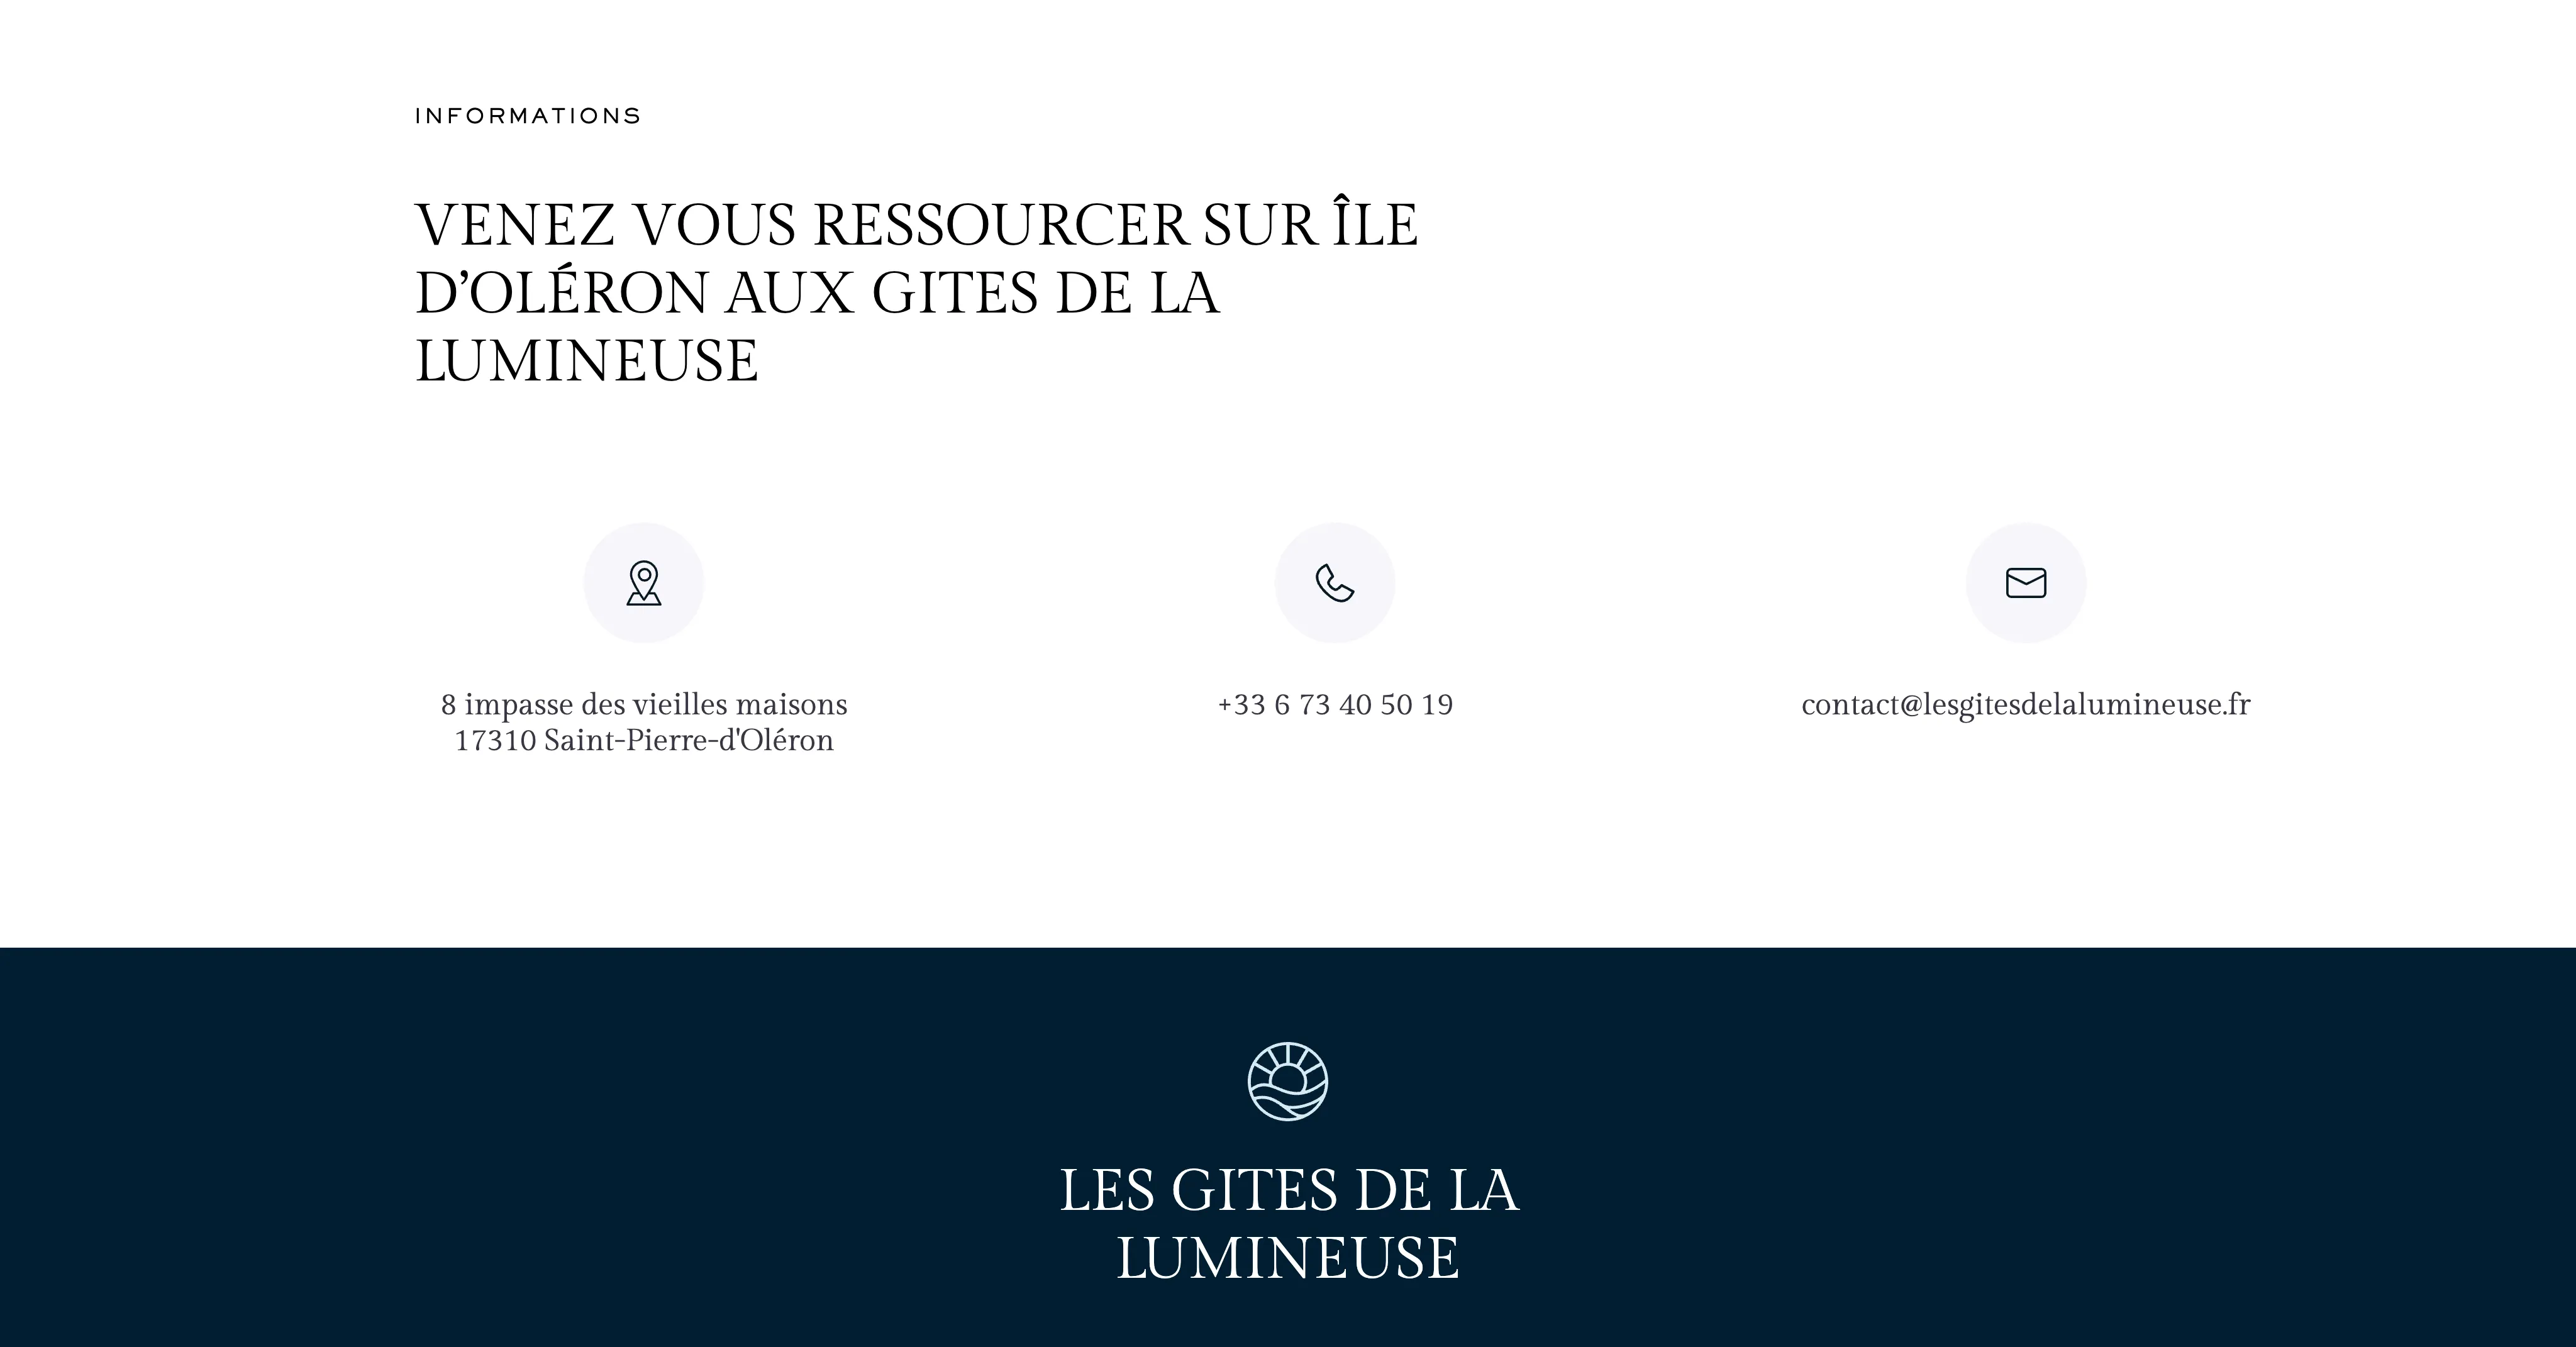 INFORMATIONS
VENEZ VOUS RESSOURCER SUR ÎLE
D’OLÉRON AUX GITES DE LA
LUMINEUSE
8 impasse des vieilles maisons
17310 Saint-Pierre-d'Oléron
+33 6 73 40 50 19
contact@lesgitesdelalumineuse.fr
LES GITES DE LA
LUMINEUSE